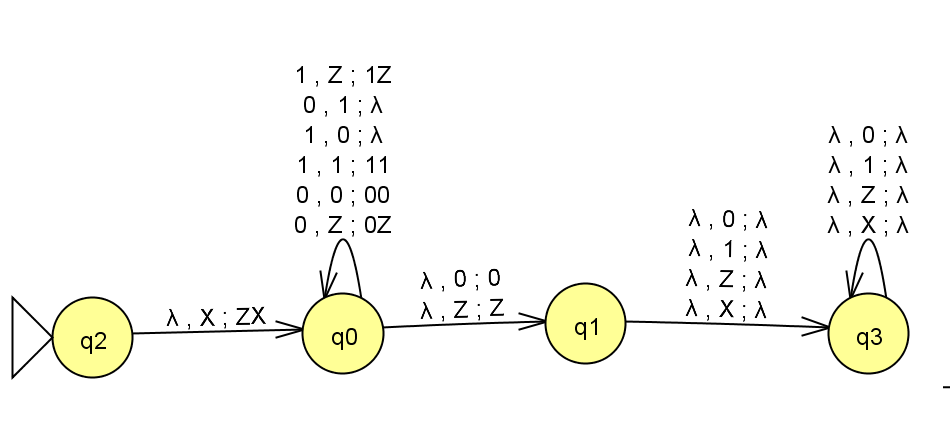 1 , Z ; 1Z
0 , 1 ; λ
1 , 0 ; λ
1 , 1 ; 11
0 , 0 ; 00
0 , Z ; 0Z
λ , 0 ; λ
λ , 1 ; λ
λ , Z ; λ
λ , X ; λ
λ , 0 ; λ
λ , 1 ; λ
λ , Z ; λ
λ , X ; λ
λ , 0 ; 0
λ , Z ; Z
λ , X ; ZX
q2
q0
q1
q3